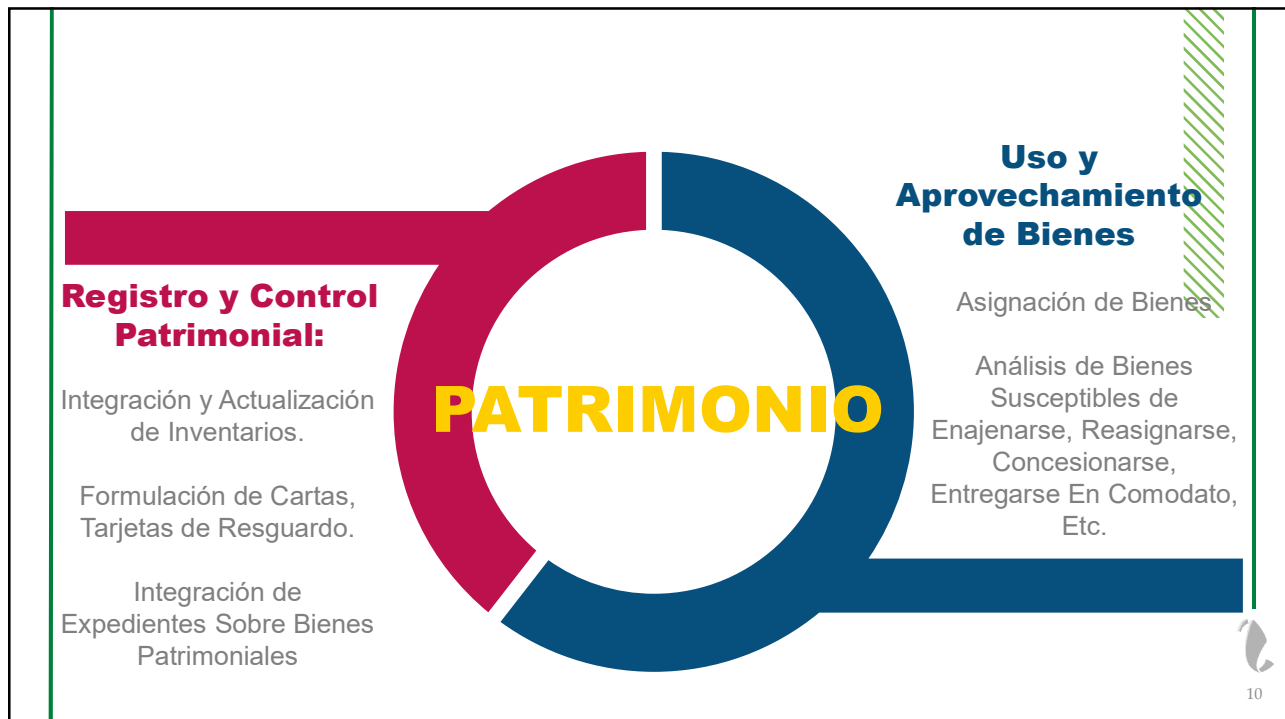 Registro y Control
Patrimonial:
Integración y Actualización
de Inventarios.
Formulación de Cartas,
Tarjetas de Resguardo.
Integración de
Expedientes Sobre Bienes
Patrimoniales
PATRIMONIO
Uso y
Aprovechamiento
de Bienes
Asignación de Bienes
Análisis de Bienes
Susceptibles de
Enajenarse, Reasignarse,
Concesionarse,
Entregarse En Comodato,
Etc.
10